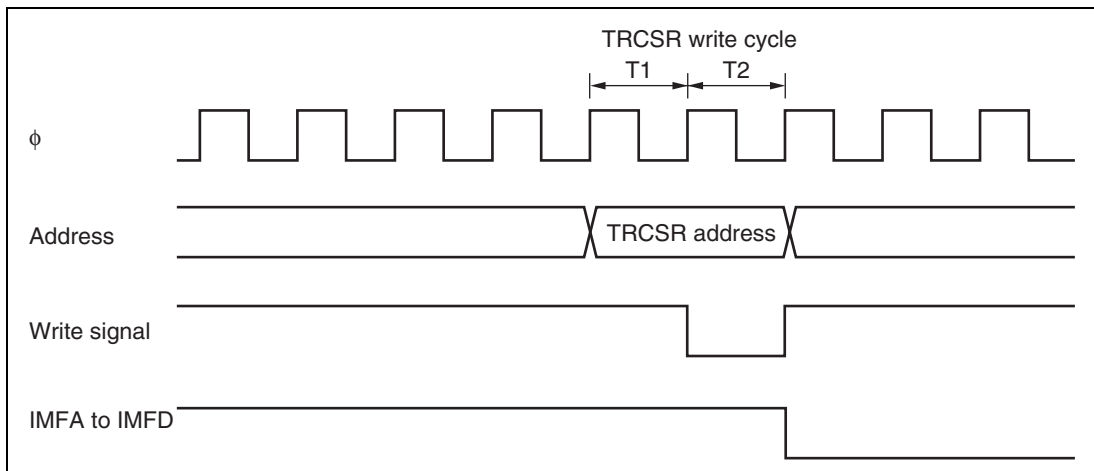 TRCSR write cycle
T1 T2
ϕ
Address
TRCSR address
Write signal
IMFA to IMFD